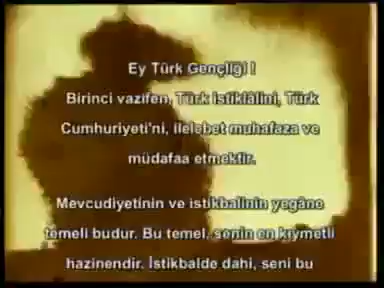 Ey Türk Gençliği !
Birinci vazifen, Türk istiklâlini, Türk
Cumhuriyeti'ni, ilelebet muhafaza ve
müdafaa etmektir.
Mevcudiyetinin ve istikbalinin yegâne
temeli budur. Bu temel, senin en kıymetli
hazinendir. İstikbalde dahi, seni bu